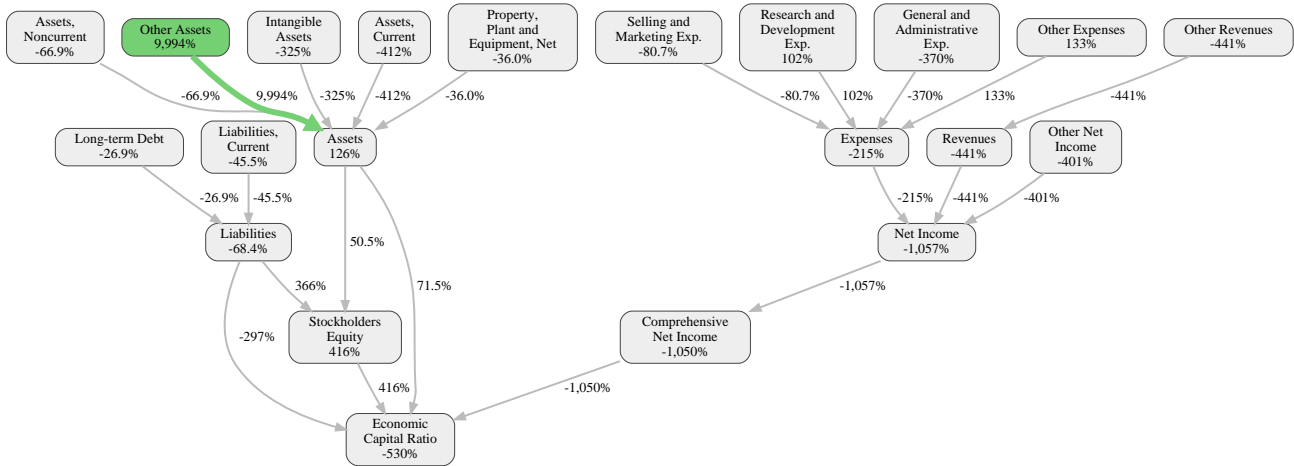 Assets,
Noncurrent
-66.9%
Other Assets
9,994%
Intangible
Assets
-325%
Assets,
Current
-412%
Property,
Plant and
Equipment, Net
-36.0%
Selling and
Marketing Exp.
-80.7%
Research and
Development
Exp.
102%
General and
Administrative
Exp.
-370%
Other Expenses
133%
Other Revenues
-441%
-66.9%
9,994%
-325%
-412%
-36.0%
-80.7%
102%
-370%
133%
-441%
Long-term Debt
-26.9%
Liabilities,
Current
-45.5%
Assets
126%
Expenses
-215%
Revenues
-441%
Other Net
Income
-401%
-26.9%
-45.5%
-215%
-441%
-401%
Liabilities
-68.4%
50.5%
Net Income
-1,057%
366%
71.5%
-1,057%
-297%
Stockholders
Equity
416%
Comprehensive
Net Income
-1,050%
416%
-1,050%
Economic
Capital Ratio
-530%